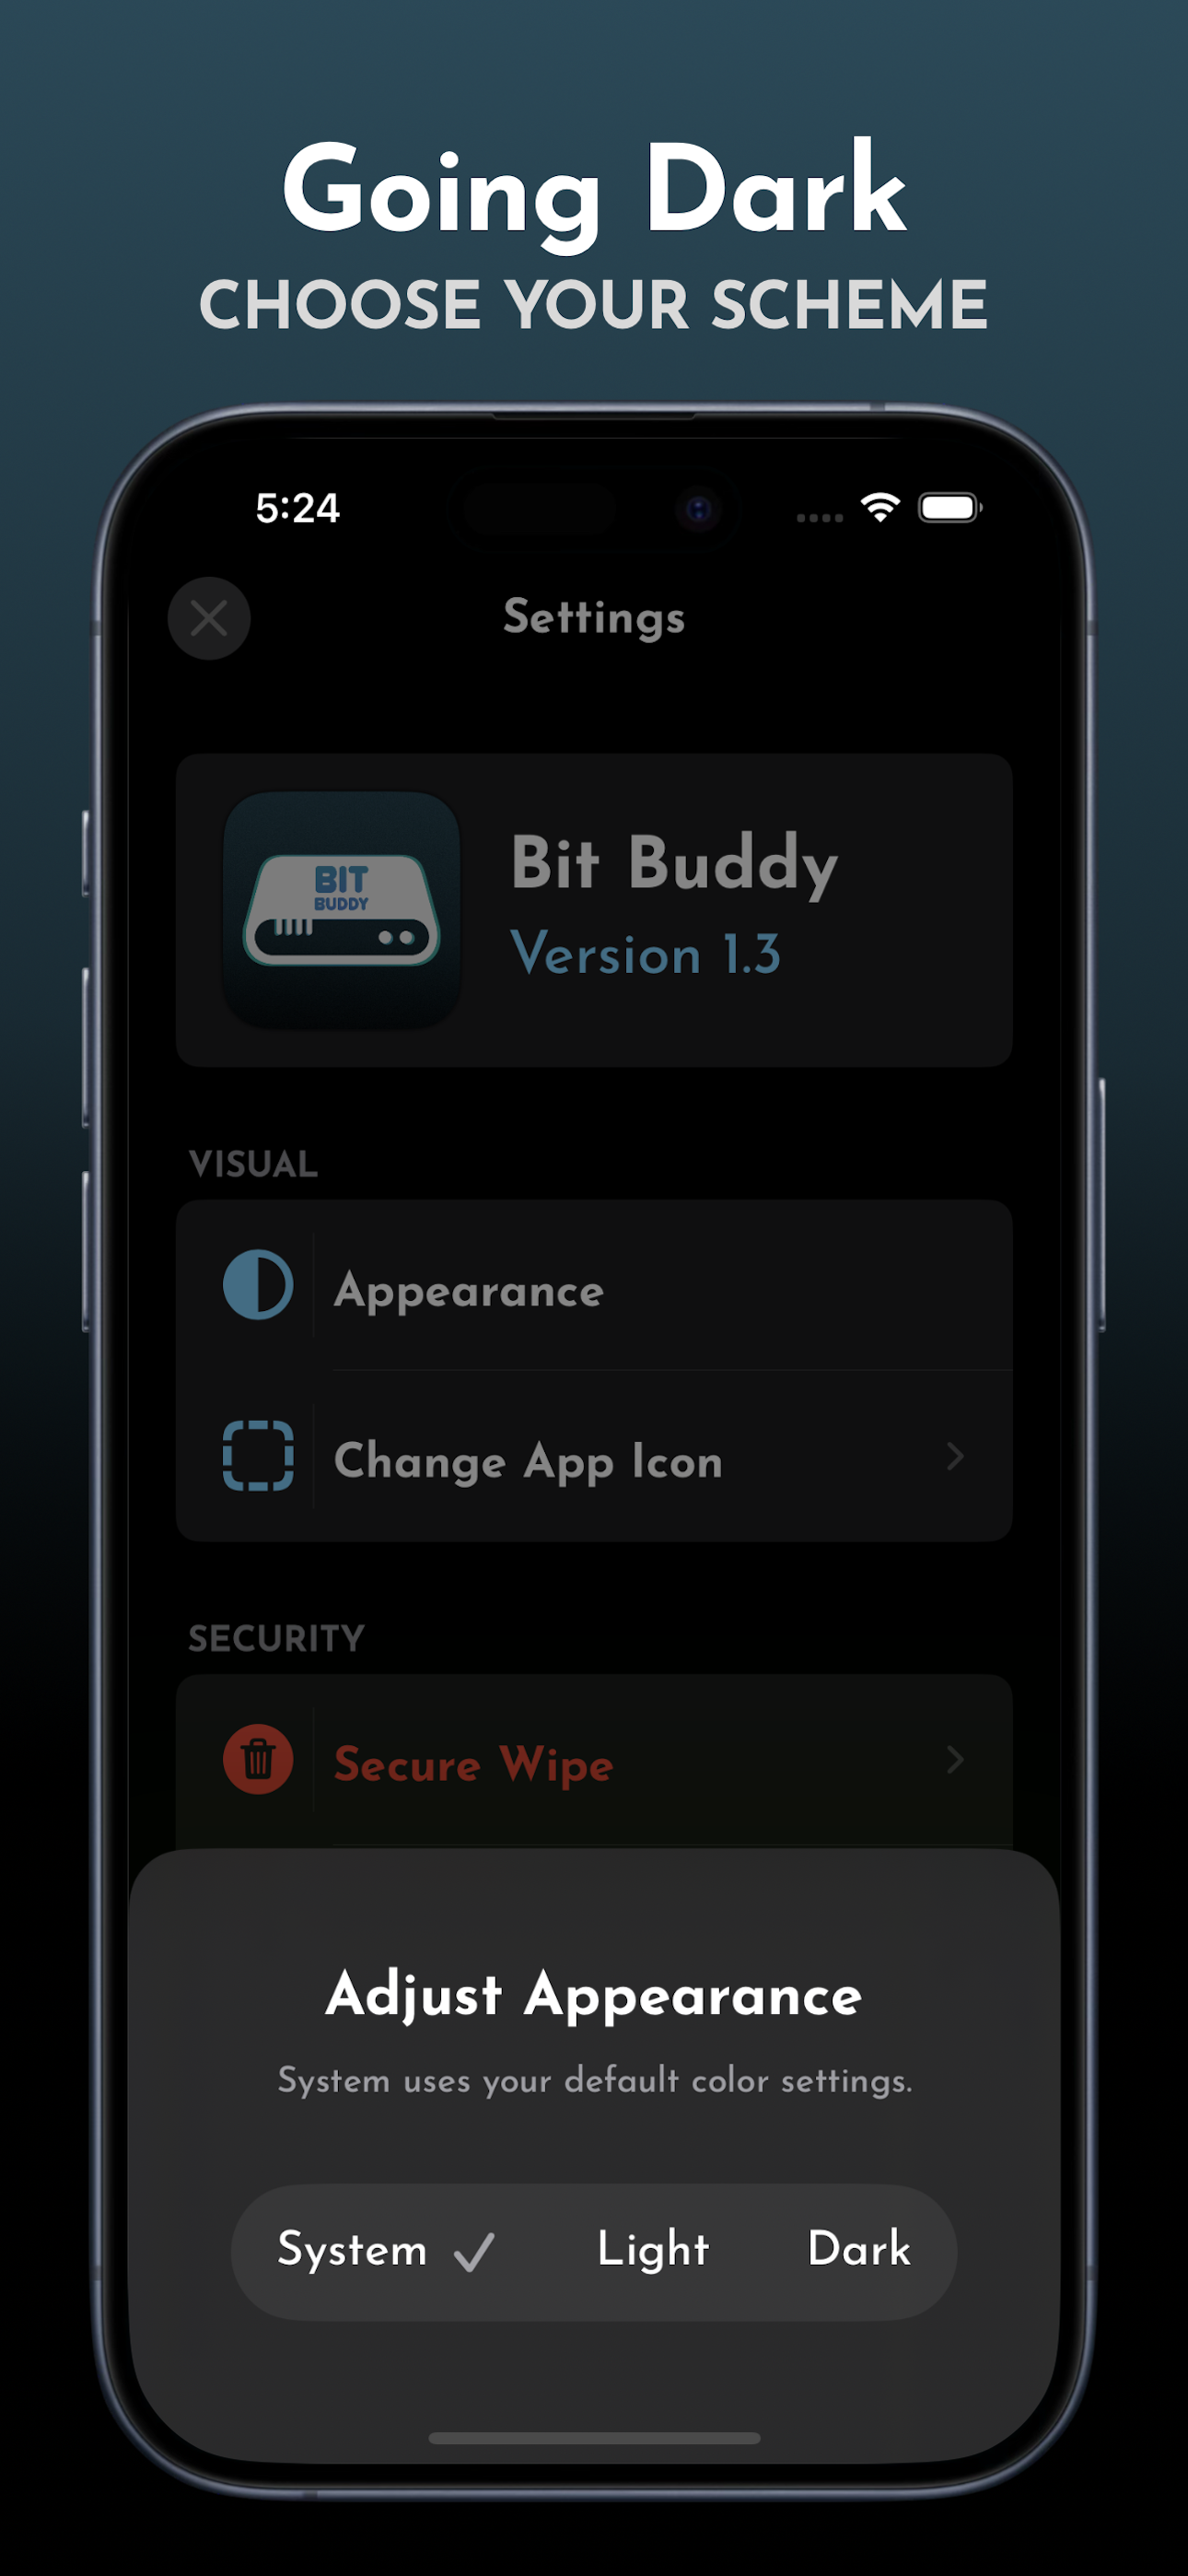 Going Dark
CHOOSE YOUR SCHEME
5:24
Settings
BIT
BUDDY
Bit Buddy
Version 1.3
VISUAL
Appearance
Change App Icon
SECURITY
Secure Wipe
Adjust Appearance
System uses your default color settings.
System Light Dark